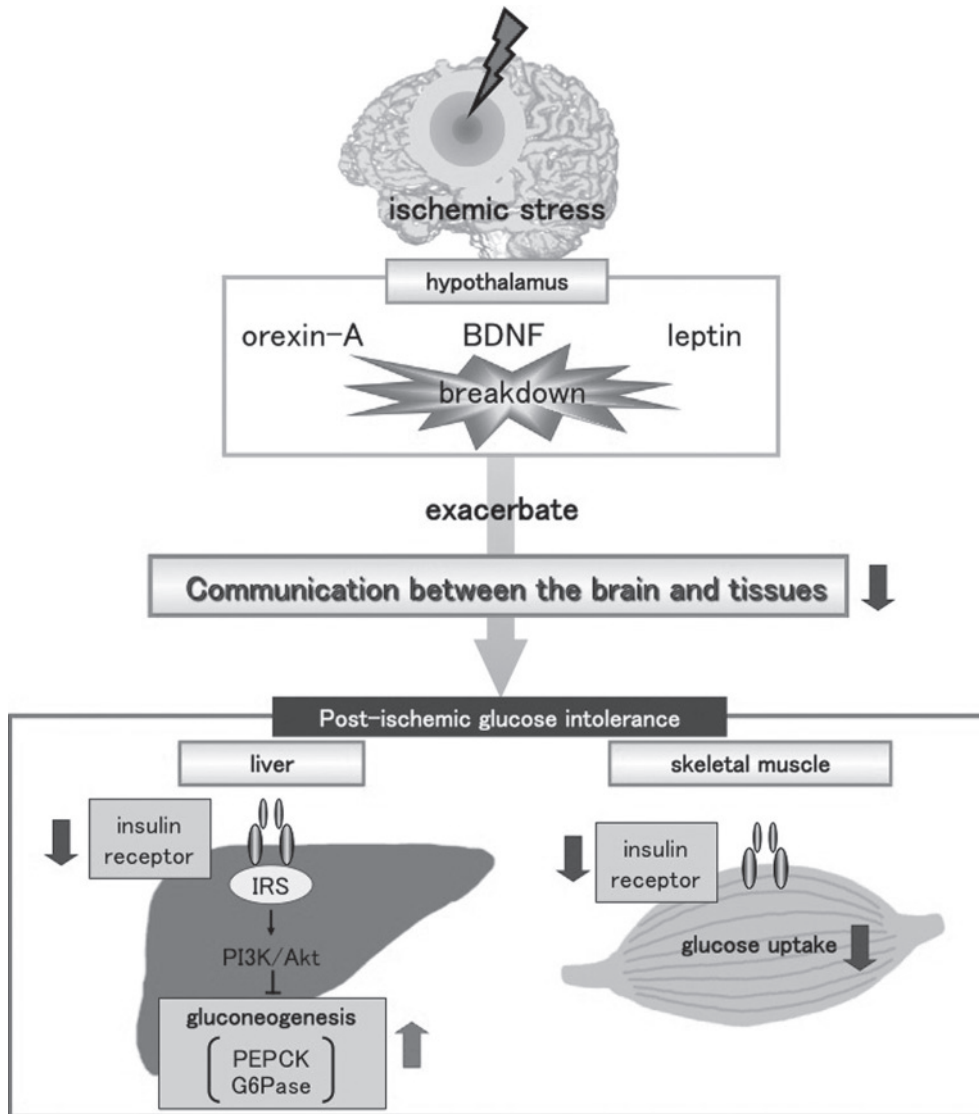 ischemic stress
hypothalamus
orexin-A BDNF leptin
breakdown
exacerbate
Communication between the brain and tissues
Post-ischemic glucose intolerance
liver
skeletal muscle
insulin
receptor
IRS
PI3K/Akt
gluconeogenesis
PEPCK
G6Pase
insulin
receptor
glucose uptake